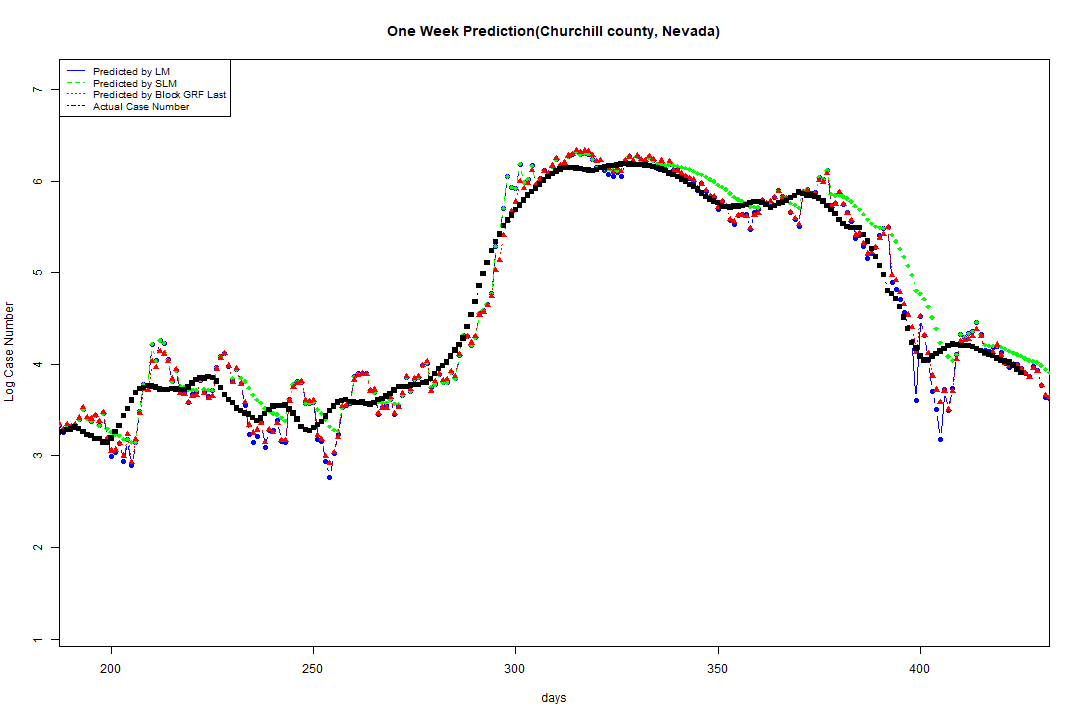 One Week Prediction(Churchill county, Nevada)
Predicted by LM
Predicted by SLM
Predicted by Block GRF Last
Actual Case Number
7
6
5
4
3
2
1
Log Case Number
200 250 300 350 400
days